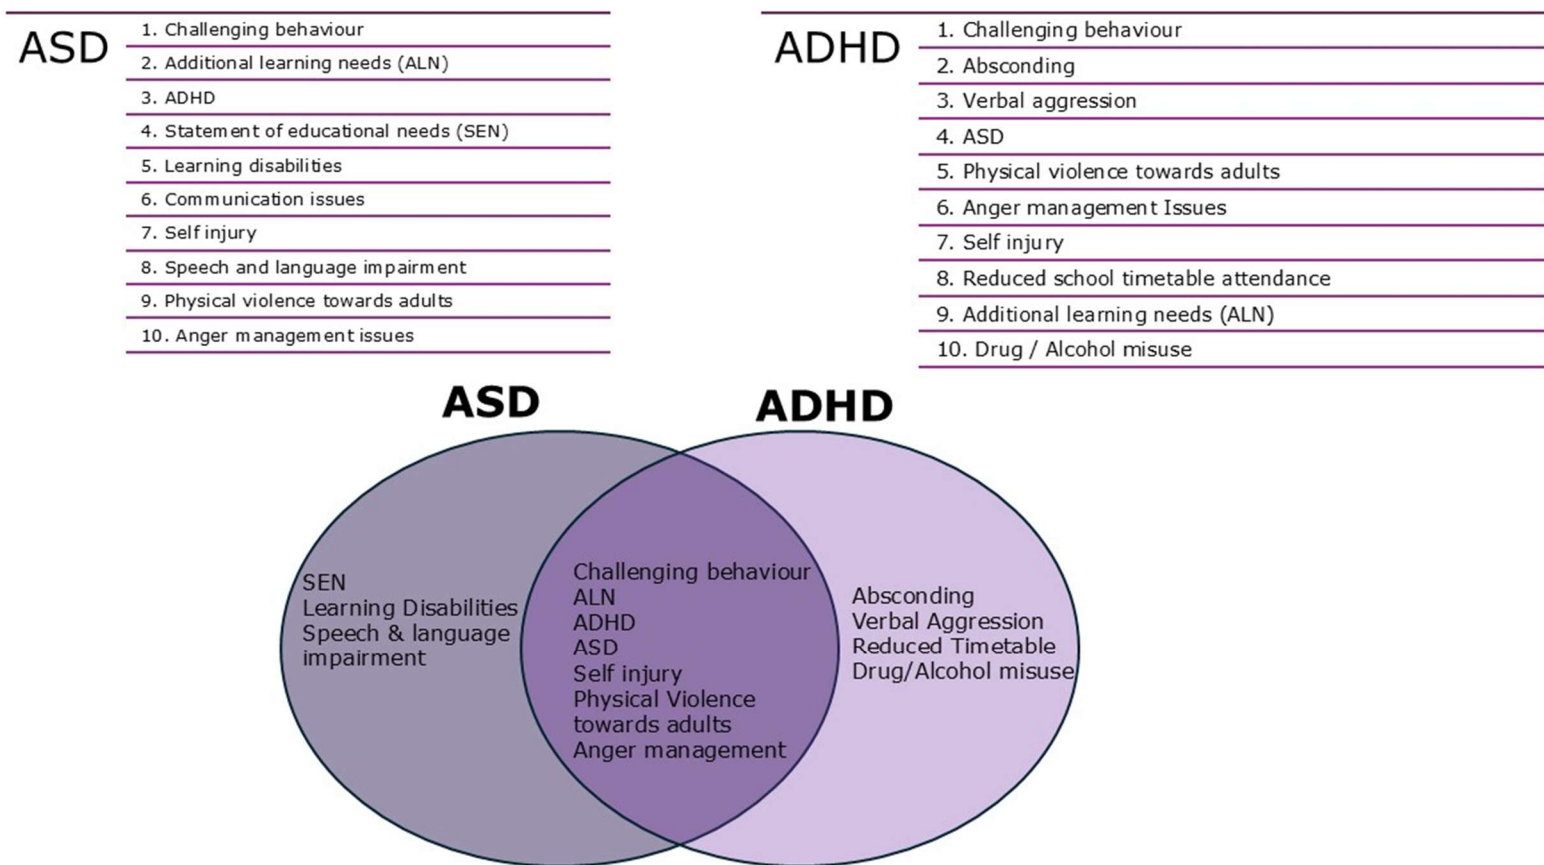 ASD
1. Challenging behaviour
2. Additional learning needs (ALN)
3. ADHD
4. Statement of educational needs (SEN)
5. Learning disabilities
6. Communication issues
7. Self injury
8. Speech and language impairment
9. Physical violence towards adults
10. Anger management issues
ADHD
1. Challenging behaviour
2. Absconding
3. Verbal aggression
4. ASD
5. Physical violence towards adults
6. Anger management Issues
7. Self injury
8. Reduced school timetable attendance
9. Additional learning needs (ALN)
10. Drug / Alcohol misuse
ASD
ADHD
SEN
Learning Disabilities
Speech & language
impairment
Challenging behaviour
ALN
ADHD
ASD
Self injury
Physical Violence
towards adults
Anger management
Absconding
Verbal Aggression
Reduced Timetable
Drug/Alcohol misuse